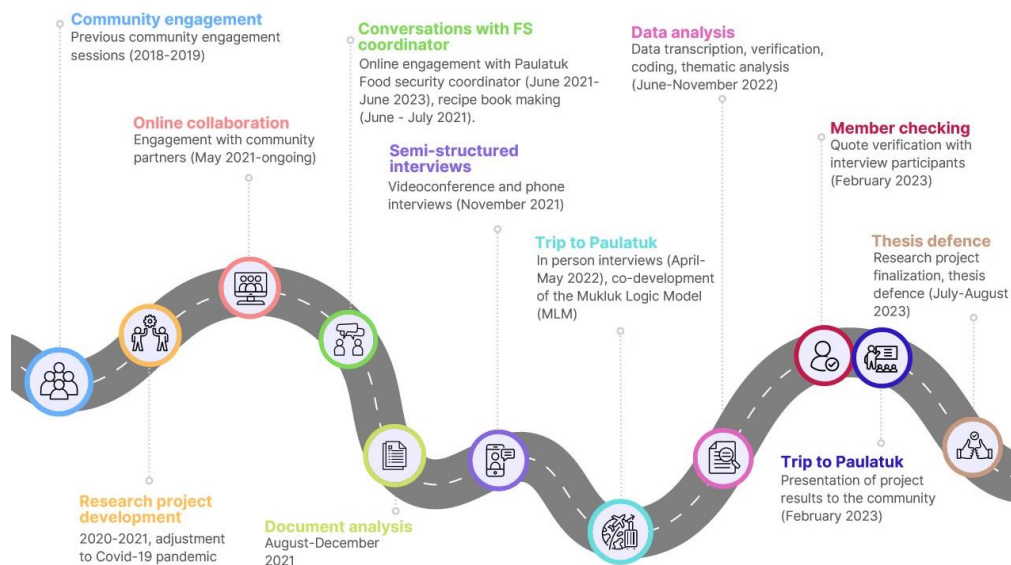 Community engagement
Previous community engagement
sessions (2018-2019)
Research project
development
2020-2021, adjustment
to Covid-19 pandemic
Online collaboration
Engagement with community
partners (May 2021-ongoing)
Conversations with FS
coordinator
Online engagement with Paulatuk
Food security coordinator (June 2021-
June 2023), recipe book making
(June - July 2021).
Document analysis
August-December
2021
Semi-structured
interviews
Videoconference and phone
interviews (November 2021)
Trip to Paulatuk
In person interviews (April-
May 2022), co-development
of the Mukluk Logic Model
(MLM)
Data analysis
Data transcription, verification,
coding, thematic analysis
(June-November 2022)
Member checking
Quote verification with
interview participants
(February 2023)
Trip to Paulatuk
Presentation of project
results to the community
(February 2023)
Thesis defence
Research project
finalization, thesis
defence (July-August
2023)